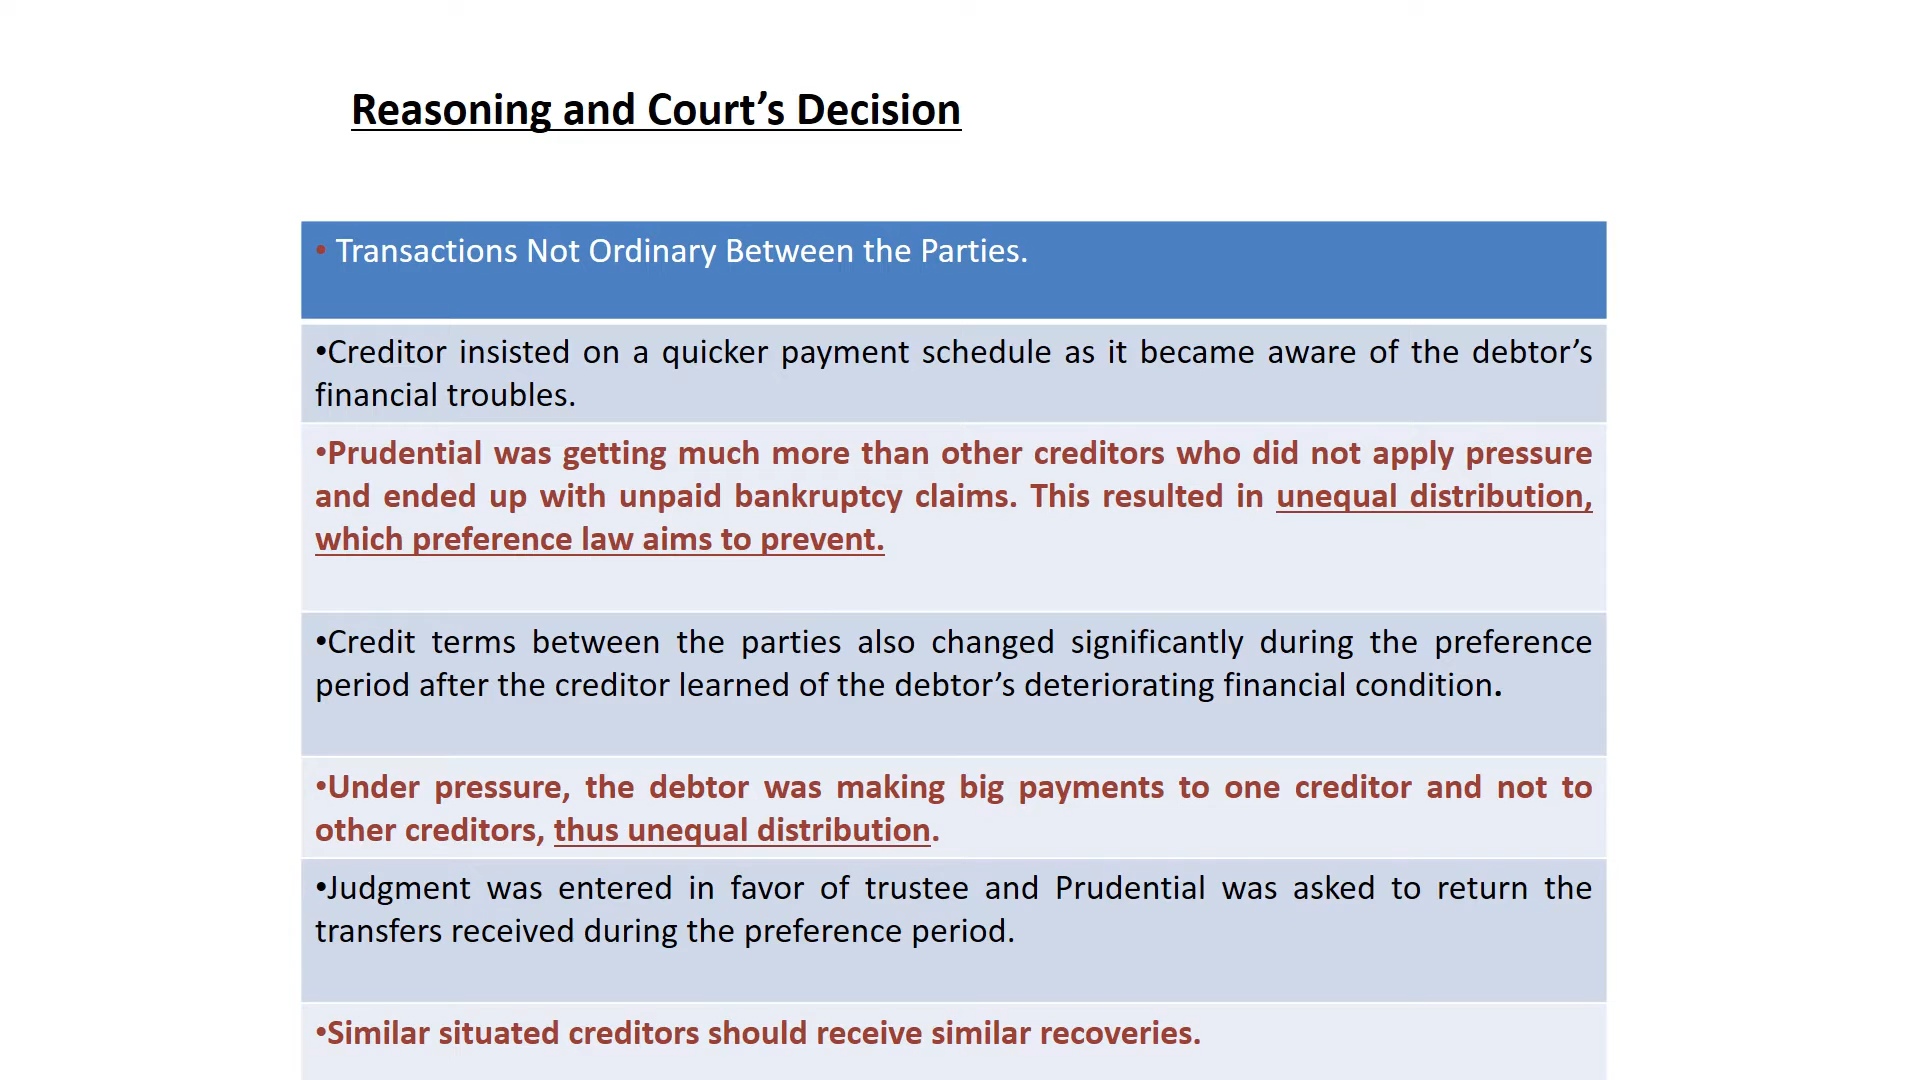 Reasoning and Court’s Decision
• Transactions Not Ordinary Between the Parties.
•Creditor insisted on a quicker payment schedule as it became aware of the debtor’s
financial troubles.
•Prudential was getting much more than other creditors who did not apply pressure
and ended up with unpaid bankruptcy claims. This resulted in unequal distribution,
which preference law aims to prevent.
•Credit terms between the parties also changed significantly during the preference
period after the creditor learned of the debtor’s deteriorating financial condition.
•Under pressure, the debtor was making big payments to one creditor and not to
other creditors, thus unequal distribution.
•Judgment was entered in favor of trustee and Prudential was asked to return the
transfers received during the preference period.
•Similar situated creditors should receive similar recoveries.